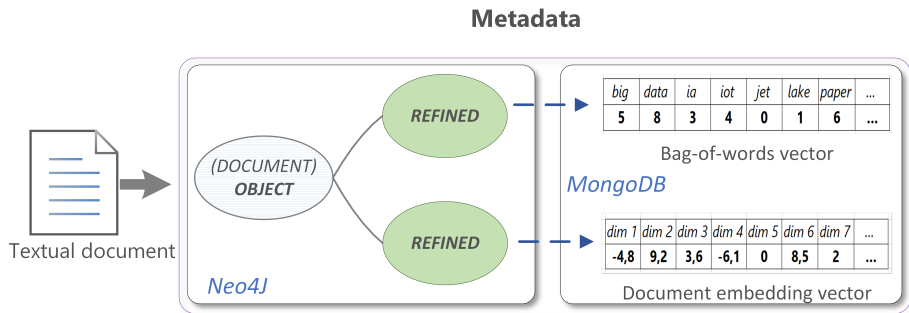 Metadata
Textual document
(DOCUMENT)
OBJECT
REFINED
REFINED
Neo4J
big data ia iot jet lake paper ...
5 8 3 4 0 1 6 ...
Bag-of-words vector
MongoDB
dim 1 dim 2 dim 3 dim 4 dim 5 dim 6 dim 7 ...
-4,8 9,2 3,6 -6,1 0 8,5 2 ...
Document embedding vector